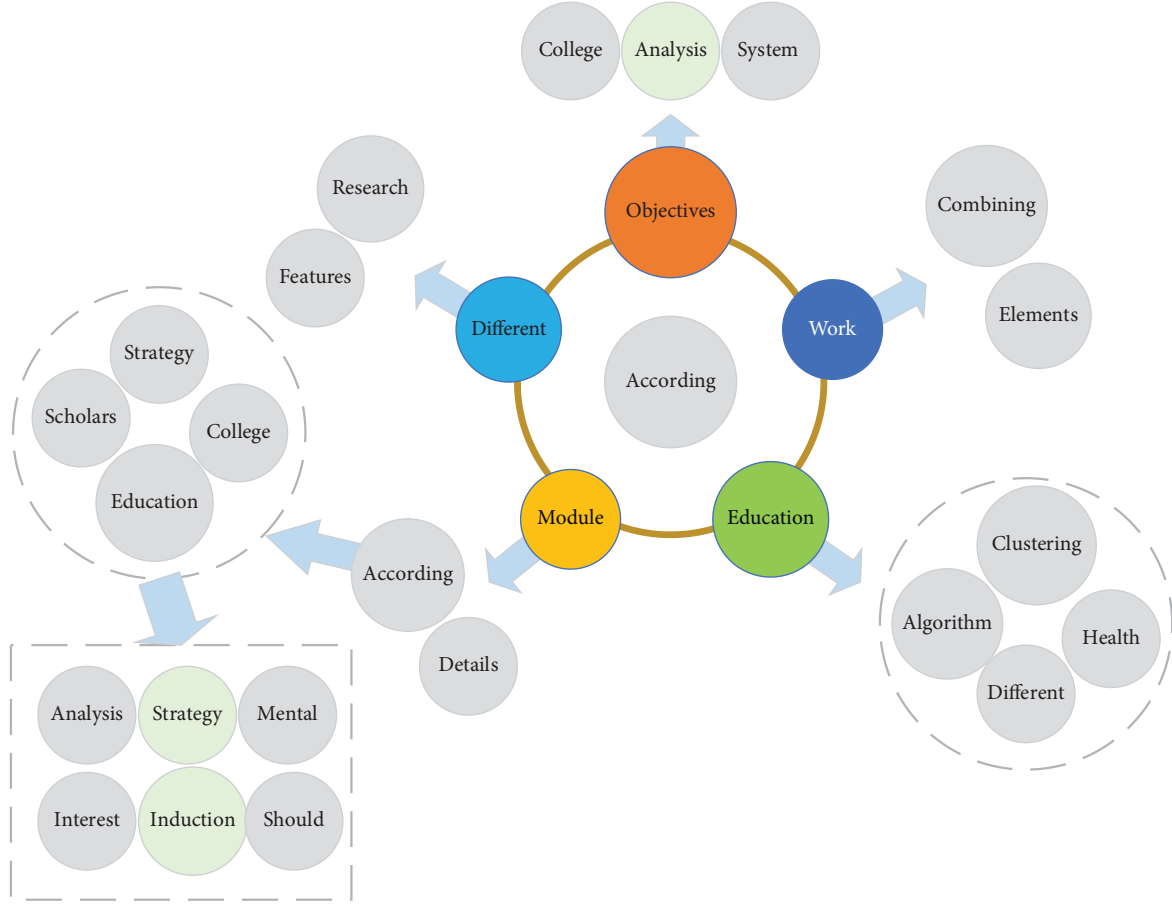 College
Analysis
System
Research
Features
Objectives
Combining
Elements
Different
Work
According
Strategy
Scholars
College
Education
Module
Education
According
Details
Clustering
Algorithm
Health
Different
Analysis
Strategy
Mental
Interest
Induction
Should